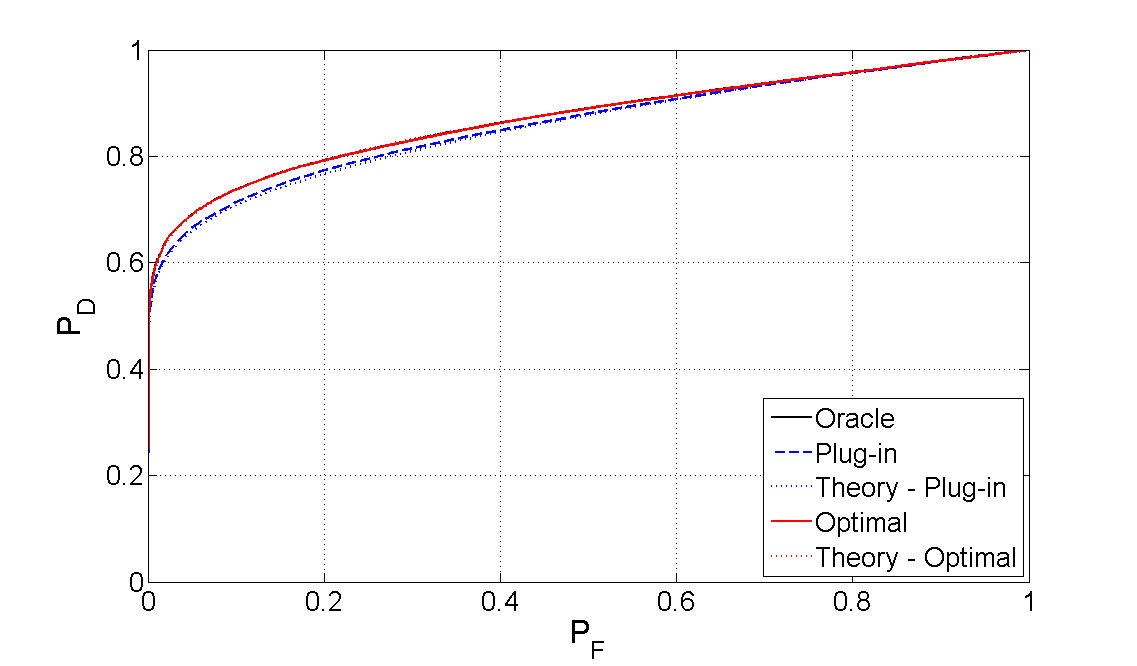 1
0.8
0.6
0.4
0.2
0
P_D
Oracle
Plug-in
Theory - Plug-in
Optimal
Theory - Optimal
0 0.2 0.4 0.6 0.8 1
P_F